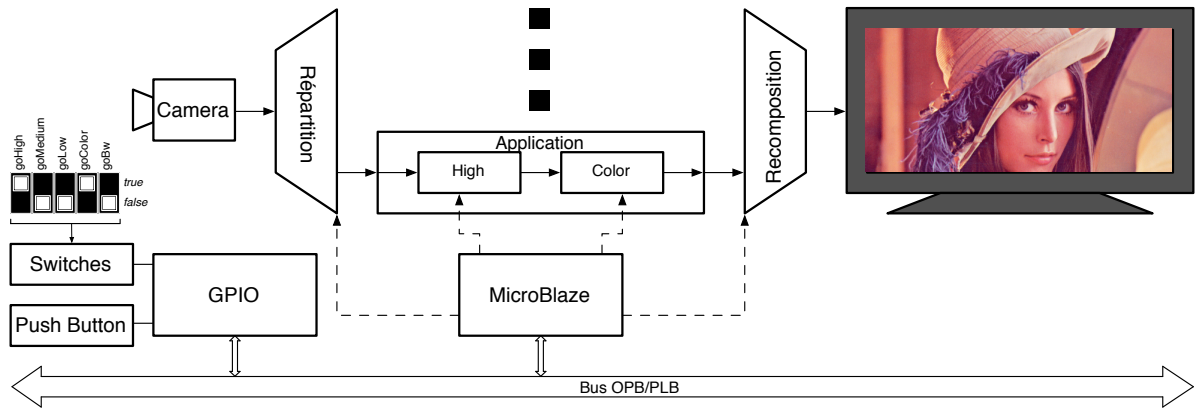 goHigh
goMedium
goLow
goColor
goBw
true
false
Camera
Répartition
Application
High
Color
Recomposition
Switches
Push Button
GPIO
MicroBlaze
Bus OPB/PLB